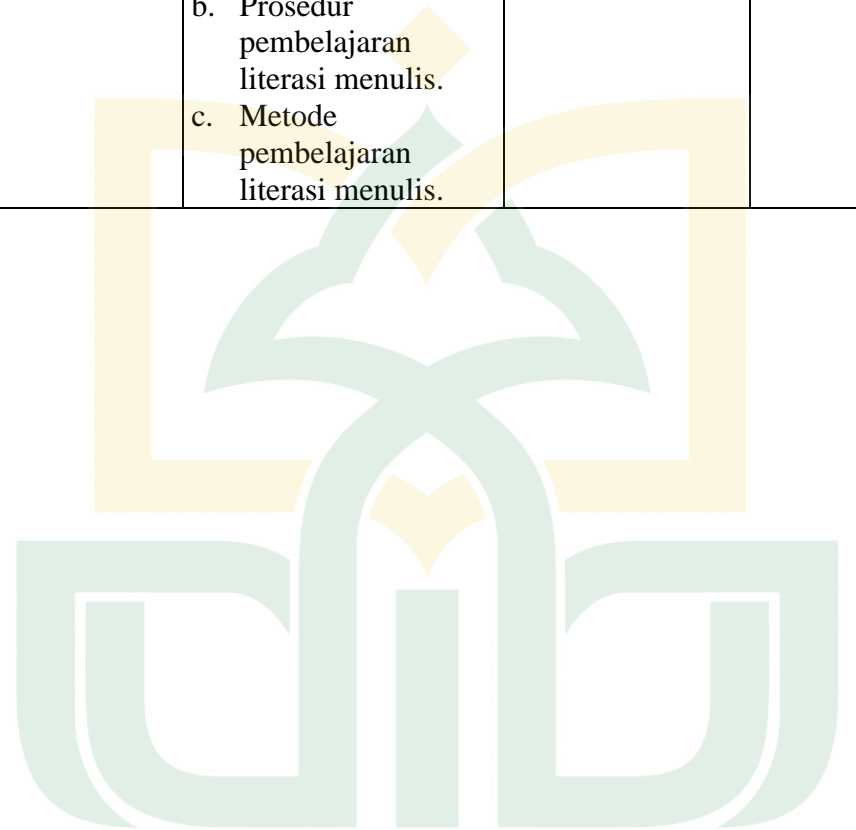 b. Prosedur
pembelajaran
literasi menulis.
c. Metode
pembelajaran
literasi menulis.